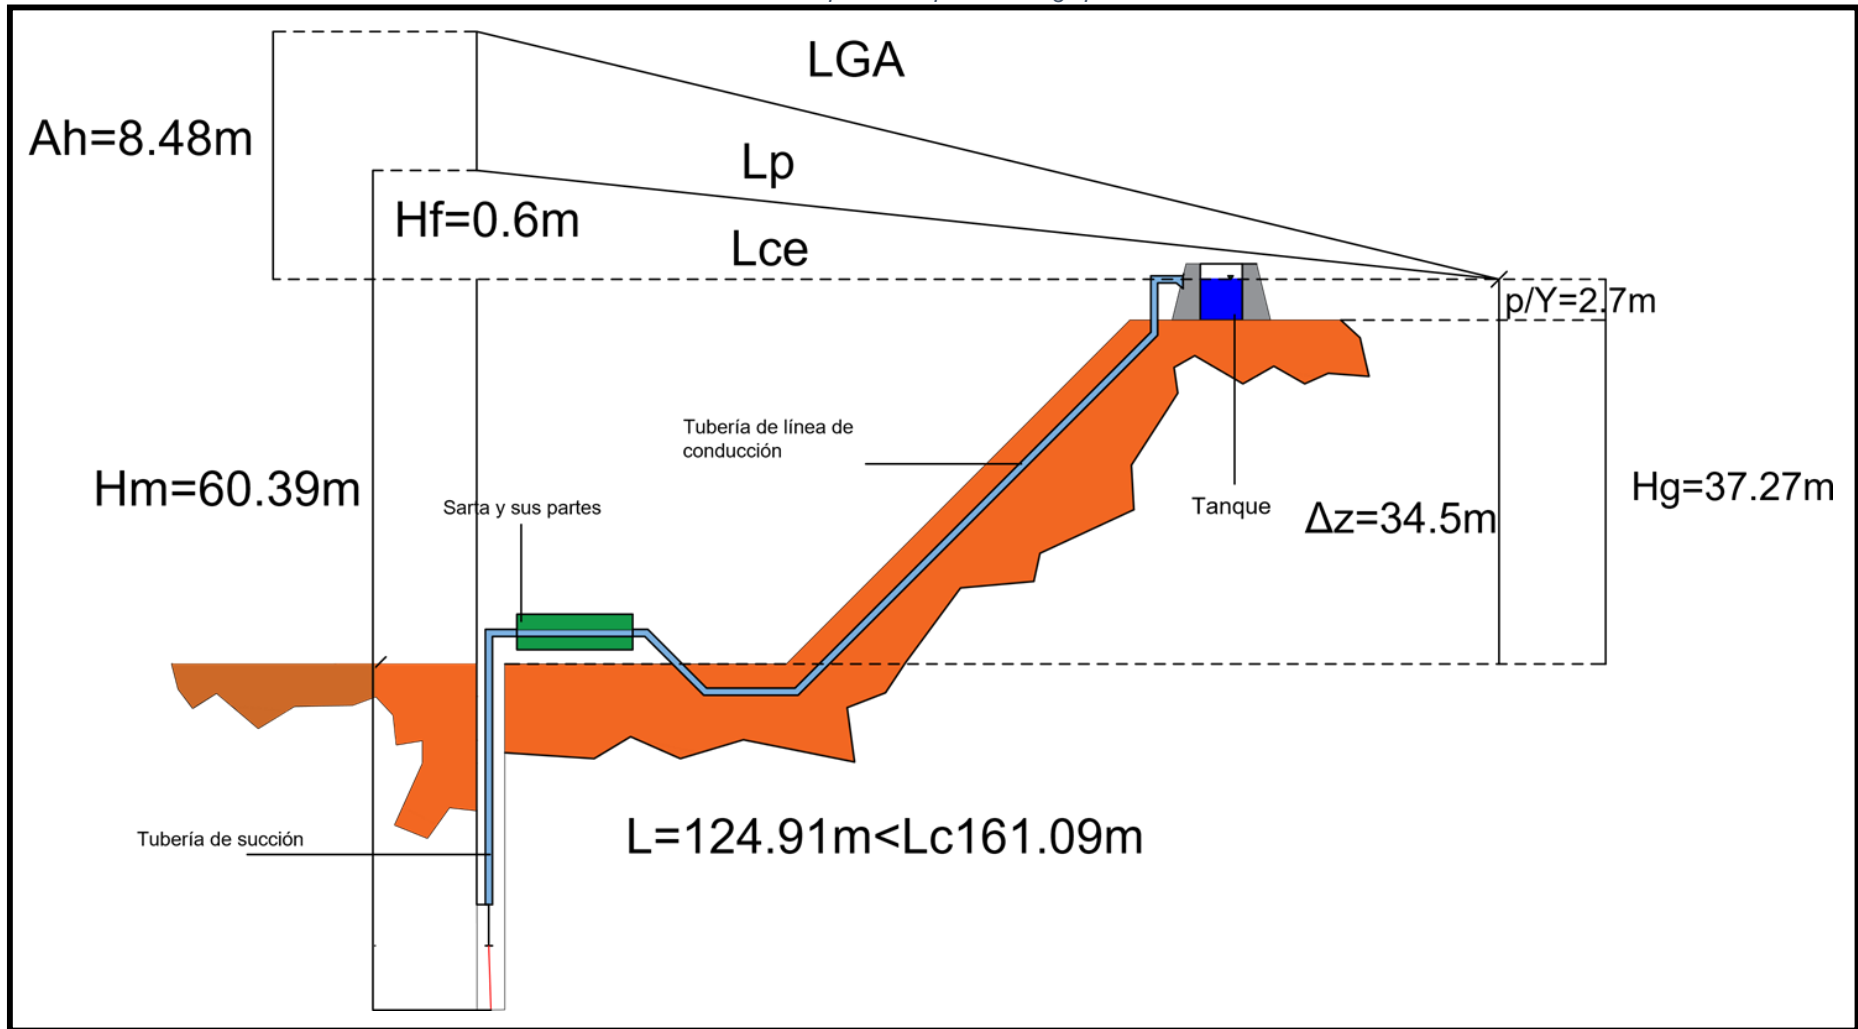 LGA
Ah=8.48m
Lp
Hf=0.6m
Lce
p/Y=2.7m
Tubería de línea de
conducción
Hm=60.39m
Sarta y sus partes
Tanque
Δz=34.5m
Hg=37.27m
Tubería de succión
L=124.91m<Lc161.09m